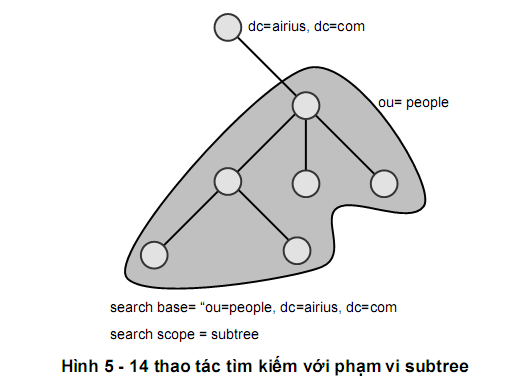 dc=airius, dc=com
ou= people
search base= “ou=people, dc=airius, dc=com
search scope = subtree
Hình 5 - 14 thao tác tìm kiếm với phạm vi subtree